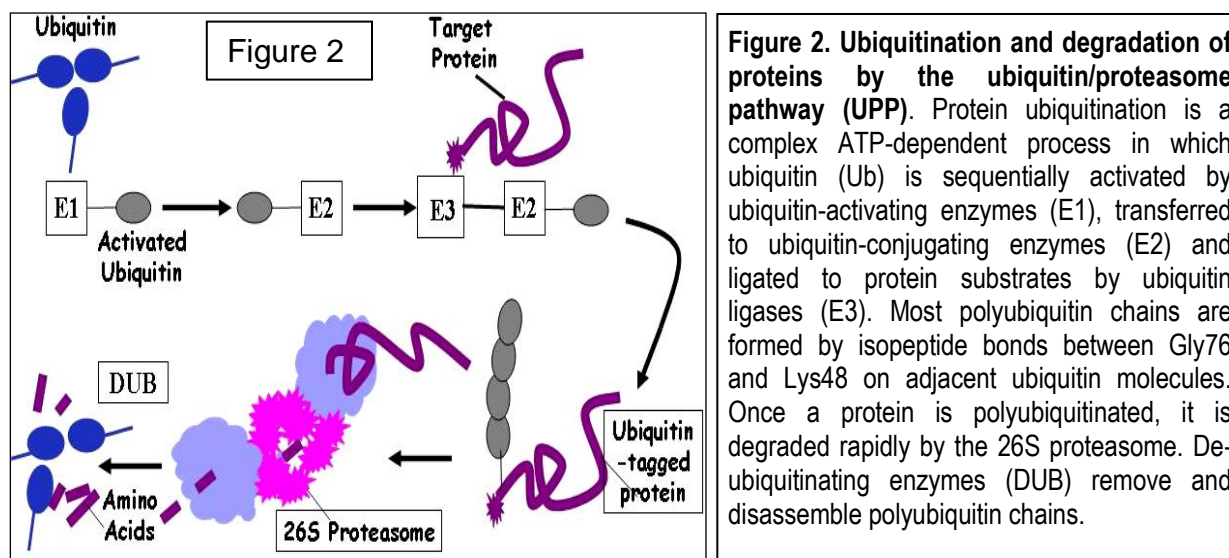 Ubiquitin
Figure 2
Target
Protein
E1
E2
E3
E2
Activated
Ubiquitin
DUB
Ubiquitin
-tagged
protein
Amino
Acids
26S Proteasome
Figure 2. Ubiquitination and degradation of
proteins by the ubiquitin/proteasome
pathway (UPP). Protein ubiquitination is a
complex ATP-dependent process in which
ubiquitin (Ub) is sequentially activated by
ubiquitin-activating enzymes (E1), transferred
to ubiquitin-conjugating enzymes (E2) and
ligated to protein substrates by ubiquitin
ligases (E3). Most polyubiquitin chains are
formed by isopeptide bonds between Gly76
and Lys48 on adjacent ubiquitin molecules.
Once a protein is polyubiquitinated, it is
degraded rapidly by the 26S proteasome. De-
ubiquitinating enzymes (DUB) remove and
disassemble polyubiquitin chains.